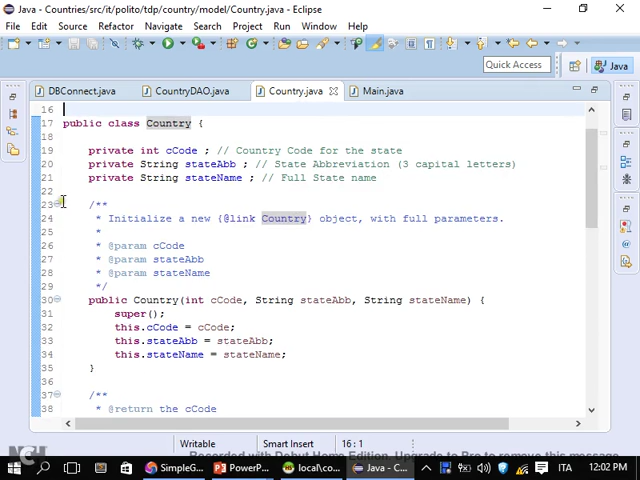 Java - Countries/src/it/polito/tdp/country/model/Country.java - Eclipse
File Edit Source Refactor Navigate Search Project Run Window Help
Quick Access
Java
DBConnect.java CountryDAO.java Country.java Main.java
16
17 public class Country {
18
19 private int cCode ; // Country Code for the state
20 private String stateAbb ; // State Abbreviation (3 capital letters)
21 private String stateName ; // Full State name
22
23 /**
24 * Initialize a new {@link Country} object, with full parameters.
25 *
26 * @param cCode
27 * @param stateAbb
28 * @param stateName
29 */
30 public Country(int cCode, String stateAbb, String stateName) {
31 super();
32 this.cCode = cCode;
33 this.stateAbb = stateAbb;
34 this.stateName = stateName;
35 }
36
37 /**
38 * @return the cCode
Writable Smart Insert 16 : 1
NCH
Recorded with Debut Home Edition. Upgrade to Pro to remove this message
SimpleG... PowerP... local\co... Java - C... ITA 12:02 PM